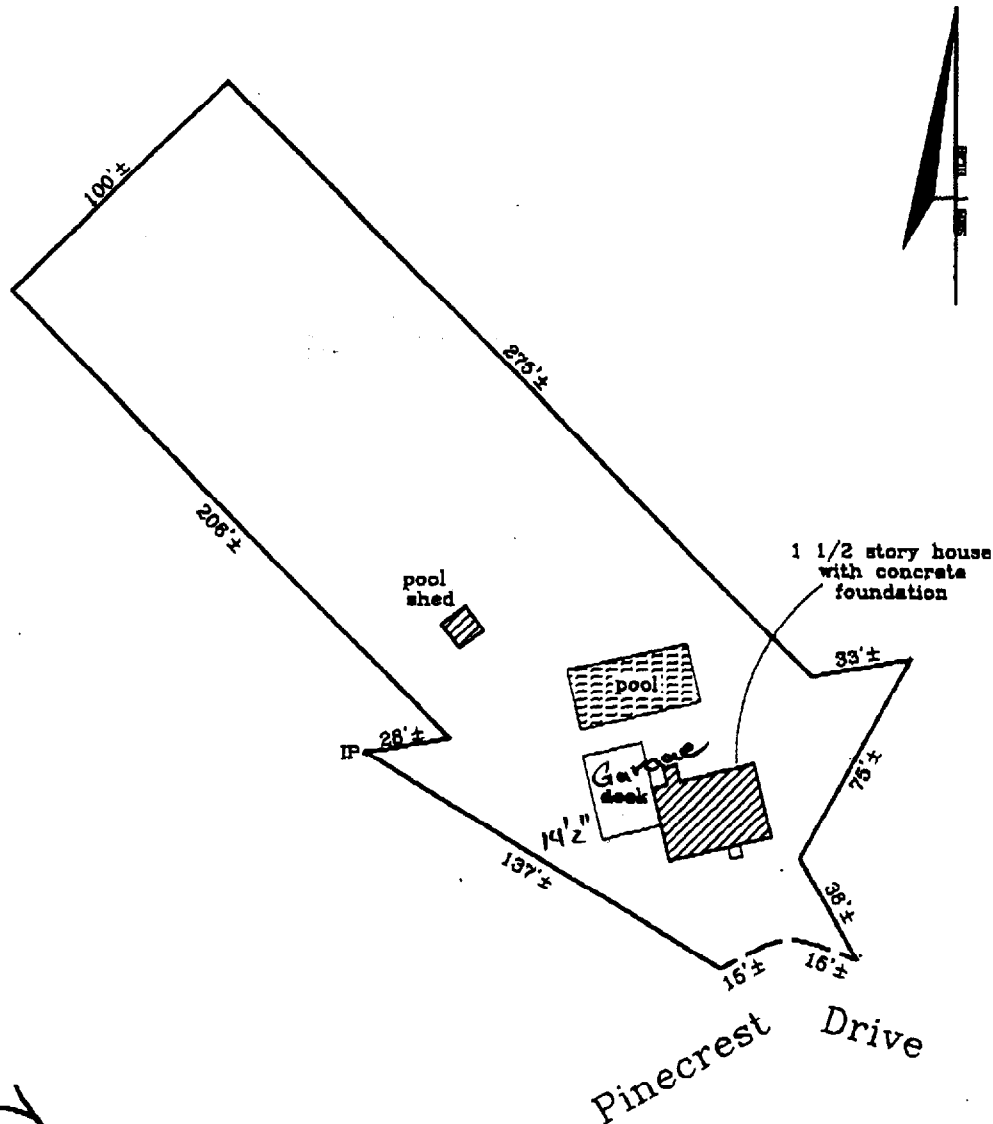 100'±
275'±
206'±
1 1/2 story house
with concrete
foundation
pool
shed
33'±
pool
28'±
IP
Garage
deck
75'±
14'2"
137'±
38'±
16'±
16'±
Pinecrest Drive